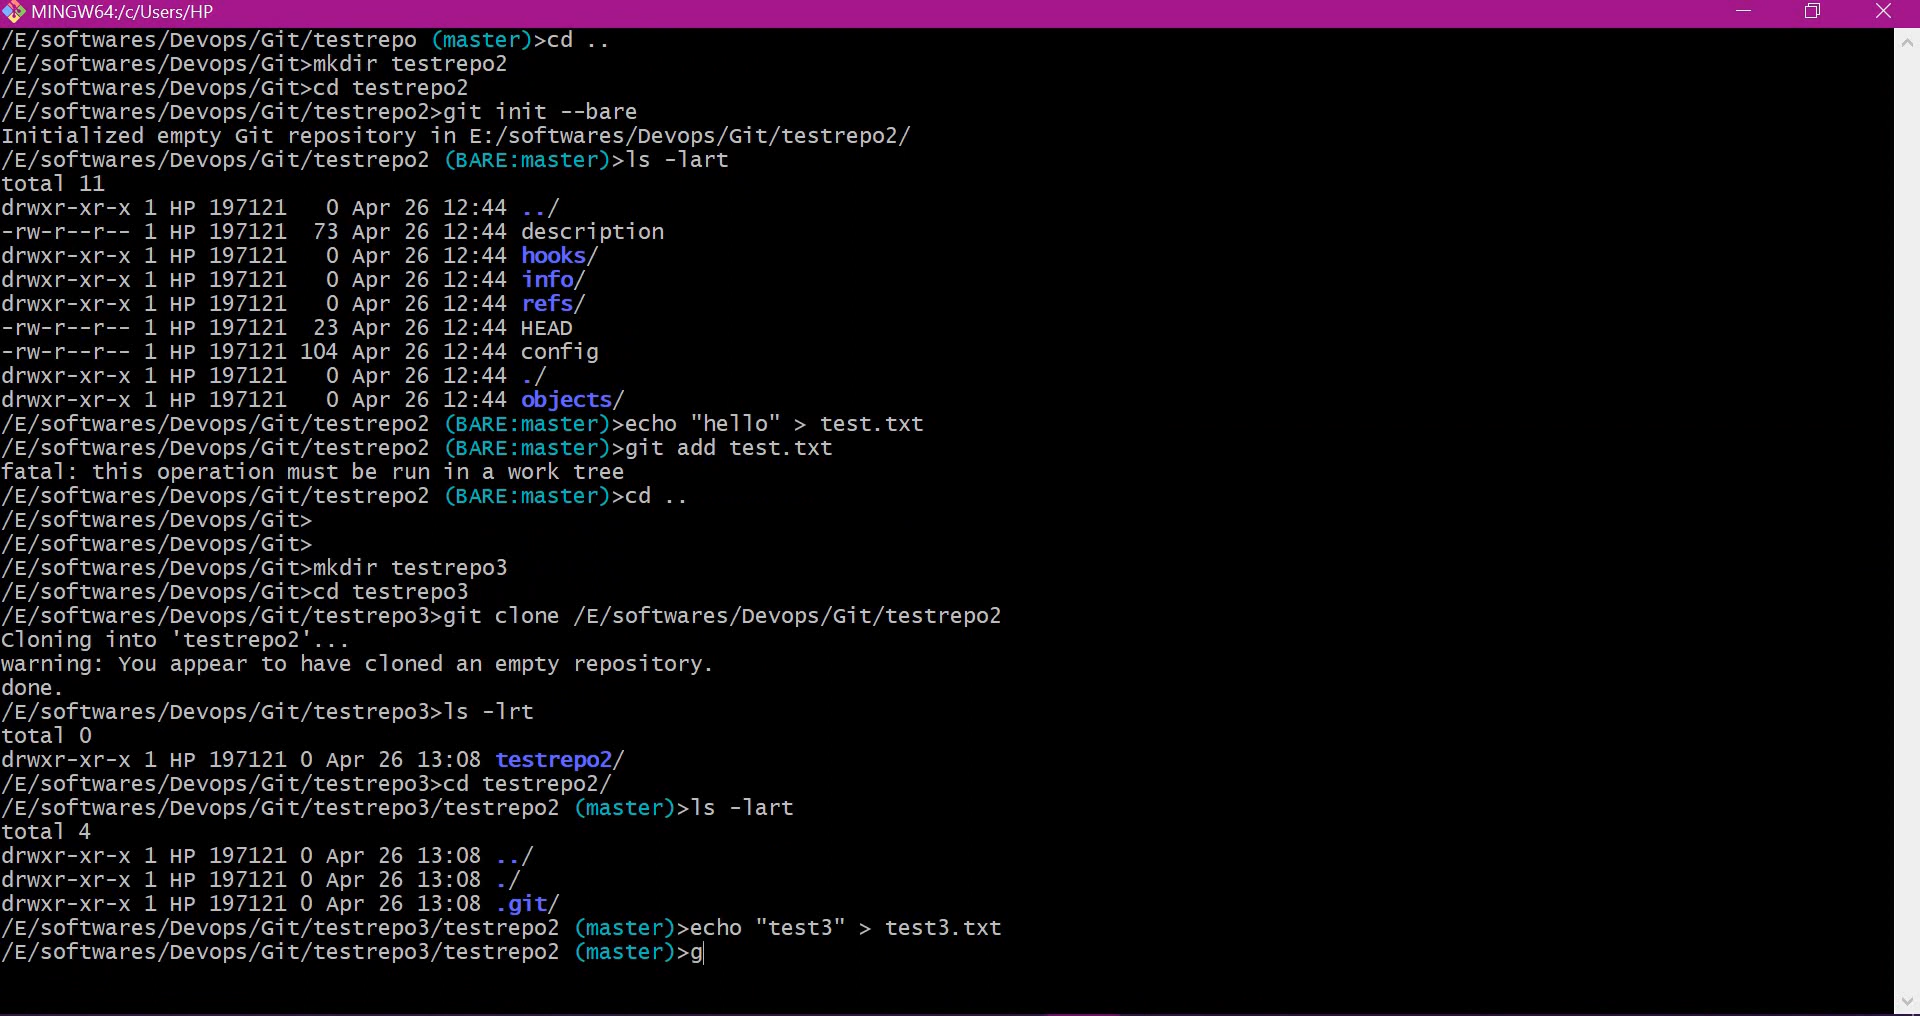 MINGW64:/c/Users/HP
/E/softwares/Devops/Git/testrepo (master)>cd ..
/E/softwares/Devops/Git>mkdir testrepo2
/E/softwares/Devops/Git>cd testrepo2
/E/softwares/Devops/Git/testrepo2>git init --bare
Initialized empty Git repository in E:/softwares/Devops/Git/testrepo2/
/E/softwares/Devops/Git/testrepo2 (BARE:master)>ls -lart
total 11
drwxr-xr-x 1 HP 197121   0 Apr 26 12:44 ../
-rw-r--r-- 1 HP 197121  73 Apr 26 12:44 description
drwxr-xr-x 1 HP 197121   0 Apr 26 12:44 hooks/
drwxr-xr-x 1 HP 197121   0 Apr 26 12:44 info/
drwxr-xr-x 1 HP 197121   0 Apr 26 12:44 refs/
-rw-r--r-- 1 HP 197121  23 Apr 26 12:44 HEAD
-rw-r--r-- 1 HP 197121 104 Apr 26 12:44 config
drwxr-xr-x 1 HP 197121   0 Apr 26 12:44 ./
drwxr-xr-x 1 HP 197121   0 Apr 26 12:44 objects/
/E/softwares/Devops/Git/testrepo2 (BARE:master)>echo "hello" > test.txt
/E/softwares/Devops/Git/testrepo2 (BARE:master)>git add test.txt
fatal: this operation must be run in a work tree
/E/softwares/Devops/Git/testrepo2 (BARE:master)>cd ..
/E/softwares/Devops/Git>
/E/softwares/Devops/Git>
/E/softwares/Devops/Git>mkdir testrepo3
/E/softwares/Devops/Git>cd testrepo3
/E/softwares/Devops/Git/testrepo3>git clone /E/softwares/Devops/Git/testrepo2
Cloning into 'testrepo2'...
warning: You appear to have cloned an empty repository.
done.
/E/softwares/Devops/Git/testrepo3>ls -lrt
total 0
drwxr-xr-x 1 HP 197121 0 Apr 26 13:08 testrepo2/
/E/softwares/Devops/Git/testrepo3>cd testrepo2/
/E/softwares/Devops/Git/testrepo3/testrepo2 (master)>ls -lart
total 4
drwxr-xr-x 1 HP 197121 0 Apr 26 13:08 ../
drwxr-xr-x 1 HP 197121 0 Apr 26 13:08 ./
drwxr-xr-x 1 HP 197121 0 Apr 26 13:08 .git/
/E/softwares/Devops/Git/testrepo3/testrepo2 (master)>echo "test3" > test3.txt
/E/softwares/Devops/Git/testrepo3/testrepo2 (master)>g